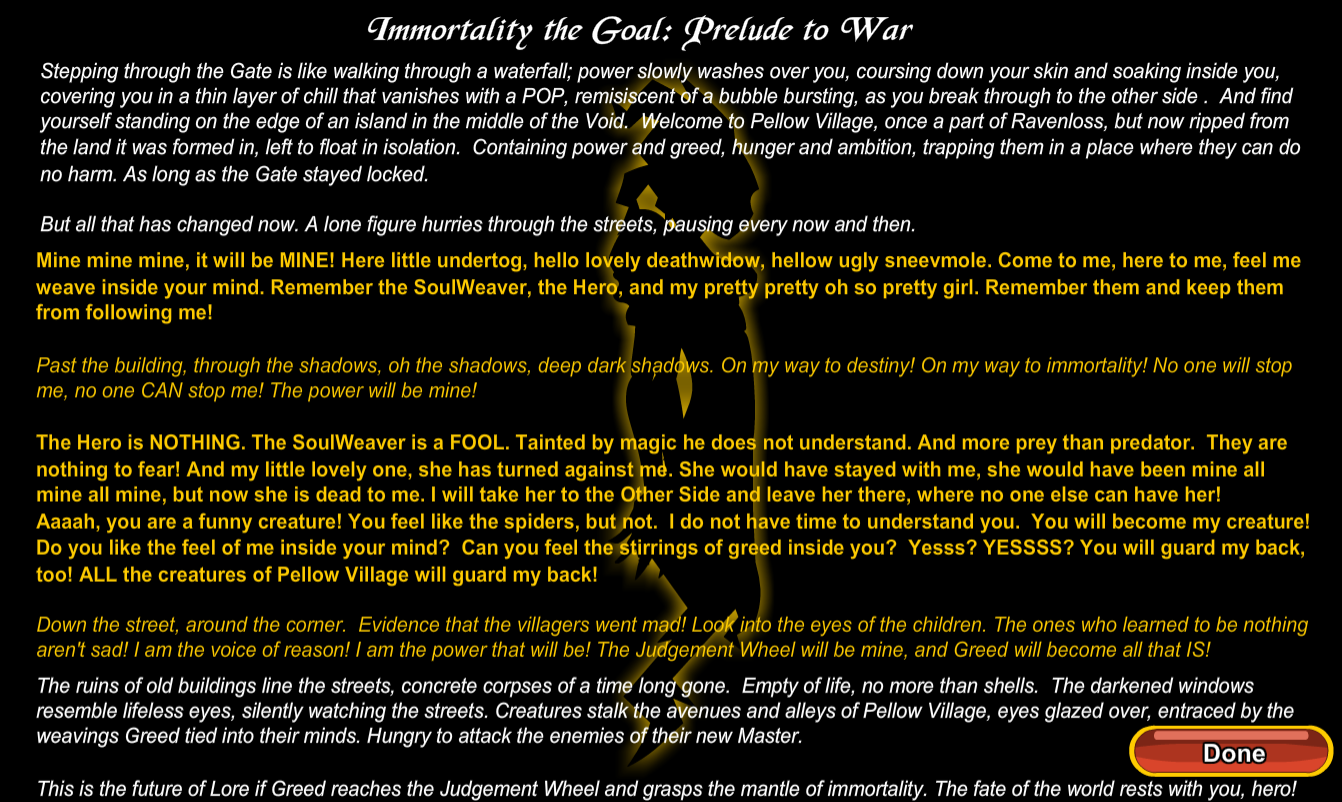 Immortality the Goal: Prelude to War
Stepping through the Gate is like walking through a waterfall; power slowly washes over you, coursing down your skin and soaking inside you,
covering you in a thin layer of chill that vanishes with a POP, remisiscent of a bubble bursting, as you break through to the other side .  And find
yourself standing on the edge of an island in the middle of the Void.  Welcome to Pellow Village, once a part of Ravenloss, but now ripped from
the land it was formed in, left to float in isolation.  Containing power and greed, hunger and ambition, trapping them in a place where they can do
no harm. As long as the Gate stayed locked.
But all that has changed now. A lone figure hurries through the streets, pausing every now and then.
Mine mine mine, it will be MINE! Here little undertog, hello lovely deathwidow, hellow ugly sneevmole. Come to me, here to me, feel me
weave inside your mind. Remember the SoulWeaver, the Hero, and my pretty pretty oh so pretty girl. Remember them and keep them
from following me!
Past the building, through the shadows, oh the shadows, deep dark shadows. On my way to destiny! On my way to immortality! No one will stop
me, no one CAN stop me! The power will be mine!
The Hero is NOTHING. The SoulWeaver is a FOOL. Tainted by magic he does not understand. And more prey than predator.  They are
nothing to fear! And my little lovely one, she has turned against me. She would have stayed with me, she would have been mine all
mine all mine, but now she is dead to me. I will take her to the Other Side and leave her there, where no one else can have her!
Aaaah, you are a funny creature! You feel like the spiders, but not.  I do not have time to understand you.  You will become my creature!
Do you like the feel of me inside your mind?  Can you feel the stirrings of greed inside you?  Yesss? YESSSS? You will guard my back,
too! ALL the creatures of Pellow Village will guard my back!
Down the street, around the corner.  Evidence that the villagers went mad! Look into the eyes of the children. The ones who learned to be nothing
aren't sad! I am the voice of reason! I am the power that will be! The Judgement Wheel will be mine, and Greed will become all that IS!
The ruins of old buildings line the streets, concrete corpses of a time long gone.  Empty of life, no more than shells.  The darkened windows
resemble lifeless eyes, silently watching the streets. Creatures stalk the avenues and alleys of Pellow Village, eyes glazed over, entraced by the
weavings Greed tied into their minds. Hungry to attack the enemies of their new Master.
Done
This is the future of Lore if Greed reaches the Judgement Wheel and grasps the mantle of immortality. The fate of the world rests with you, hero!